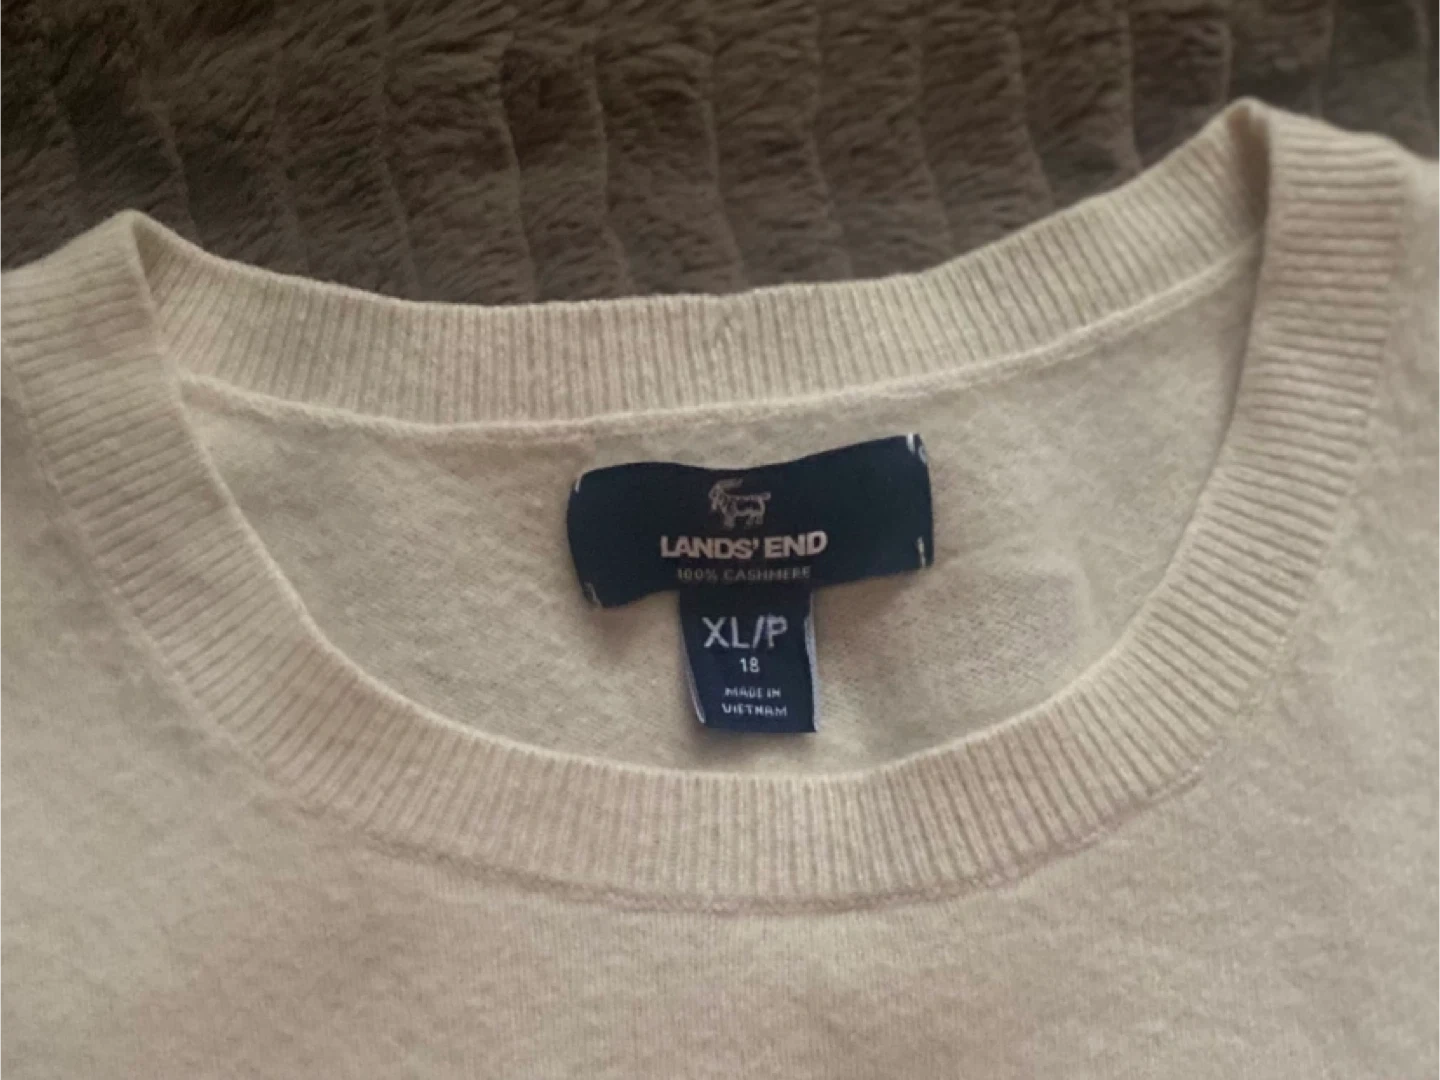 LANDS' END
100% CASHMERE
XL/P
18
MADE IN
VIETNAM